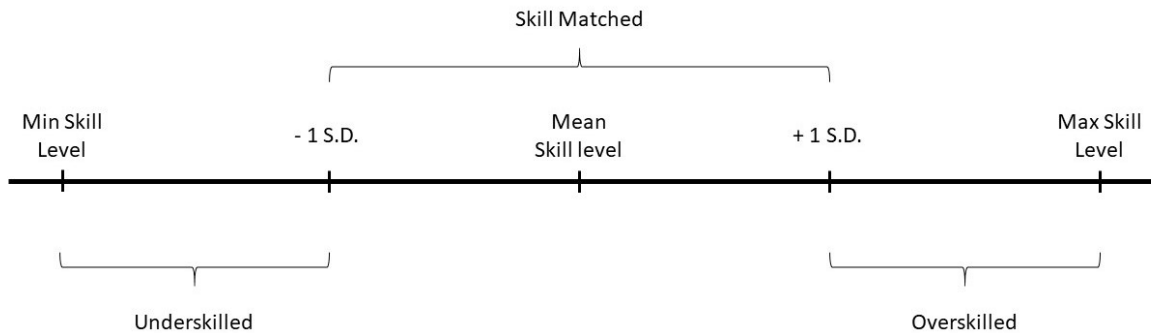 Skill Matched
Min Skill
Level
- 1 S.D.
Mean
Skill level
+ 1 S.D.
Max Skill
Level
Underskilled
Overskilled